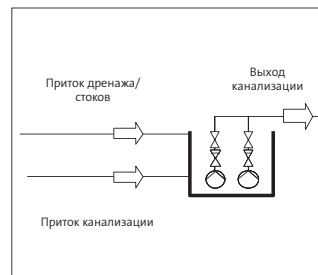 Приток дренажа/
стоков
Выход
канализации
Приток канализации